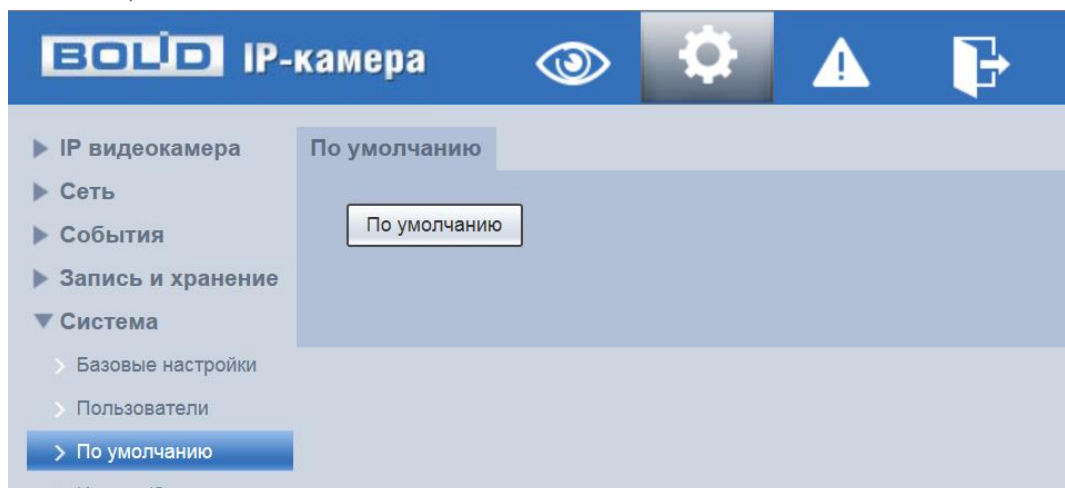 BOLID IP-камера
IP видеокамера
Сеть
События
Запись и хранение
Система
Базовые настройки
Пользователи
По умолчанию
По умолчанию
По умолчанию